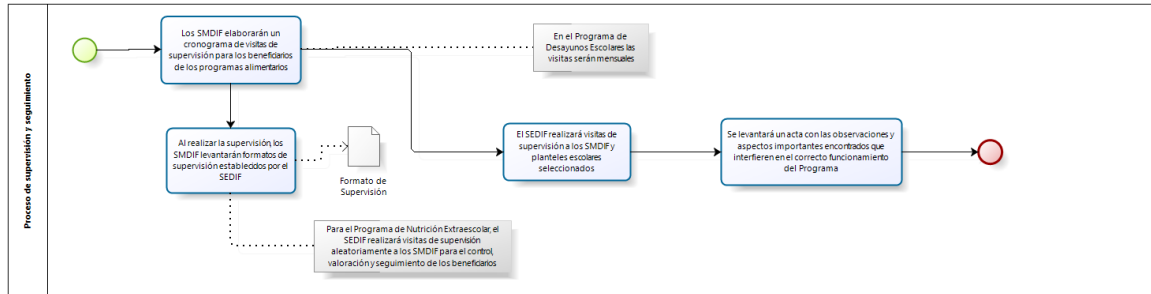 Proceso de supervisión y seguimiento
Los SMDIF elaborarán un
cronograma de visitas de
supervisión para los beneficiarios
de los programas alimentarios
En el Programa de
Desayunos Escolares las
visitas serán mensuales
Al realizar la supervisión, los
SMDIF levantarán formatos de
supervisión establecidos por el
SEDIF
Formato de
Supervisión
El SEDIF realizará visitas de
supervisión a los SMDIF y
planteles escolares
seleccionados
Se levantará un acta con las observaciones y
aspectos importantes encontrados que
interfieren en el correcto funcionamiento
del Programa
Para el Programa de Nutrición Extraescolar, el
SEDIF realizará visitas de supervisión
aleatoriamente a los SMDIF para el control,
valoración y seguimiento de los beneficiarios